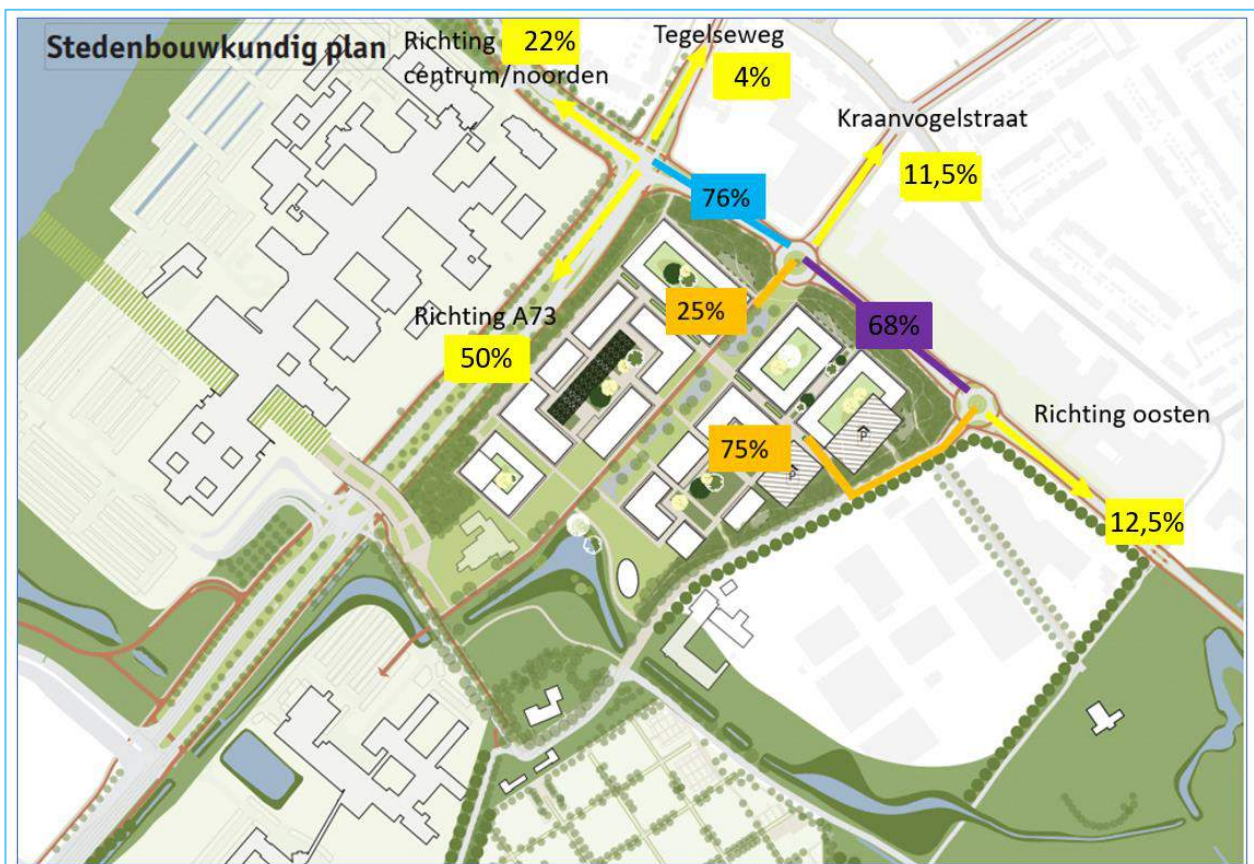 Stedenbouwkundig plan
Richting 22%
centrum/noorden
Tegelseweg
4%
Kraanvogelstraat
11,5%
76%
25%
68%
Richting A73
50%
75%
Richting oosten
12,5%
P
P